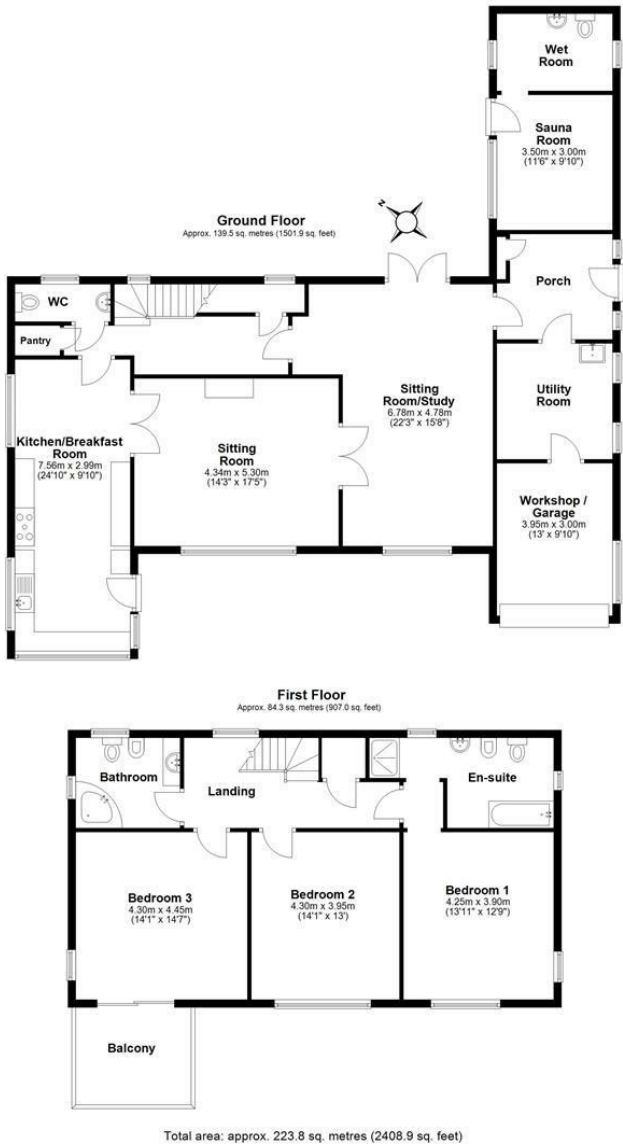 Wet
Room
Sauna
Room
3.50m x 3.00m
(11'6" x 9'10")
N
Ground Floor
Approx. 139.5 sq. metres (1501.9 sq. feet)
WC
Porch
Pantry
Sitting
Room/Study
6.78m x 4.78m
(22'3" x 15'8")
Utility
Room
Kitchen/Breakfast
Room
7.56m x 2.99m
(24'10" x 9'10")
Sitting
Room
4.34m x 5.30m
(14'3" x 17'5")
Workshop /
Garage
3.95m x 3.00m
(13' x 9'10")
First Floor
Approx. 84.3 sq. metres (907.0 sq. feet)
Bathroom
Landing
En-suite
Bedroom 3
4.30m x 4.45m
(14'1" x 14'7")
Bedroom 2
4.30m x 3.95m
(14'1" x 13')
Bedroom 1
4.25m x 3.90m
(13'11" x 12'9")
Balcony
Total area: approx. 223.8 sq. metres (2408.9 sq. feet)